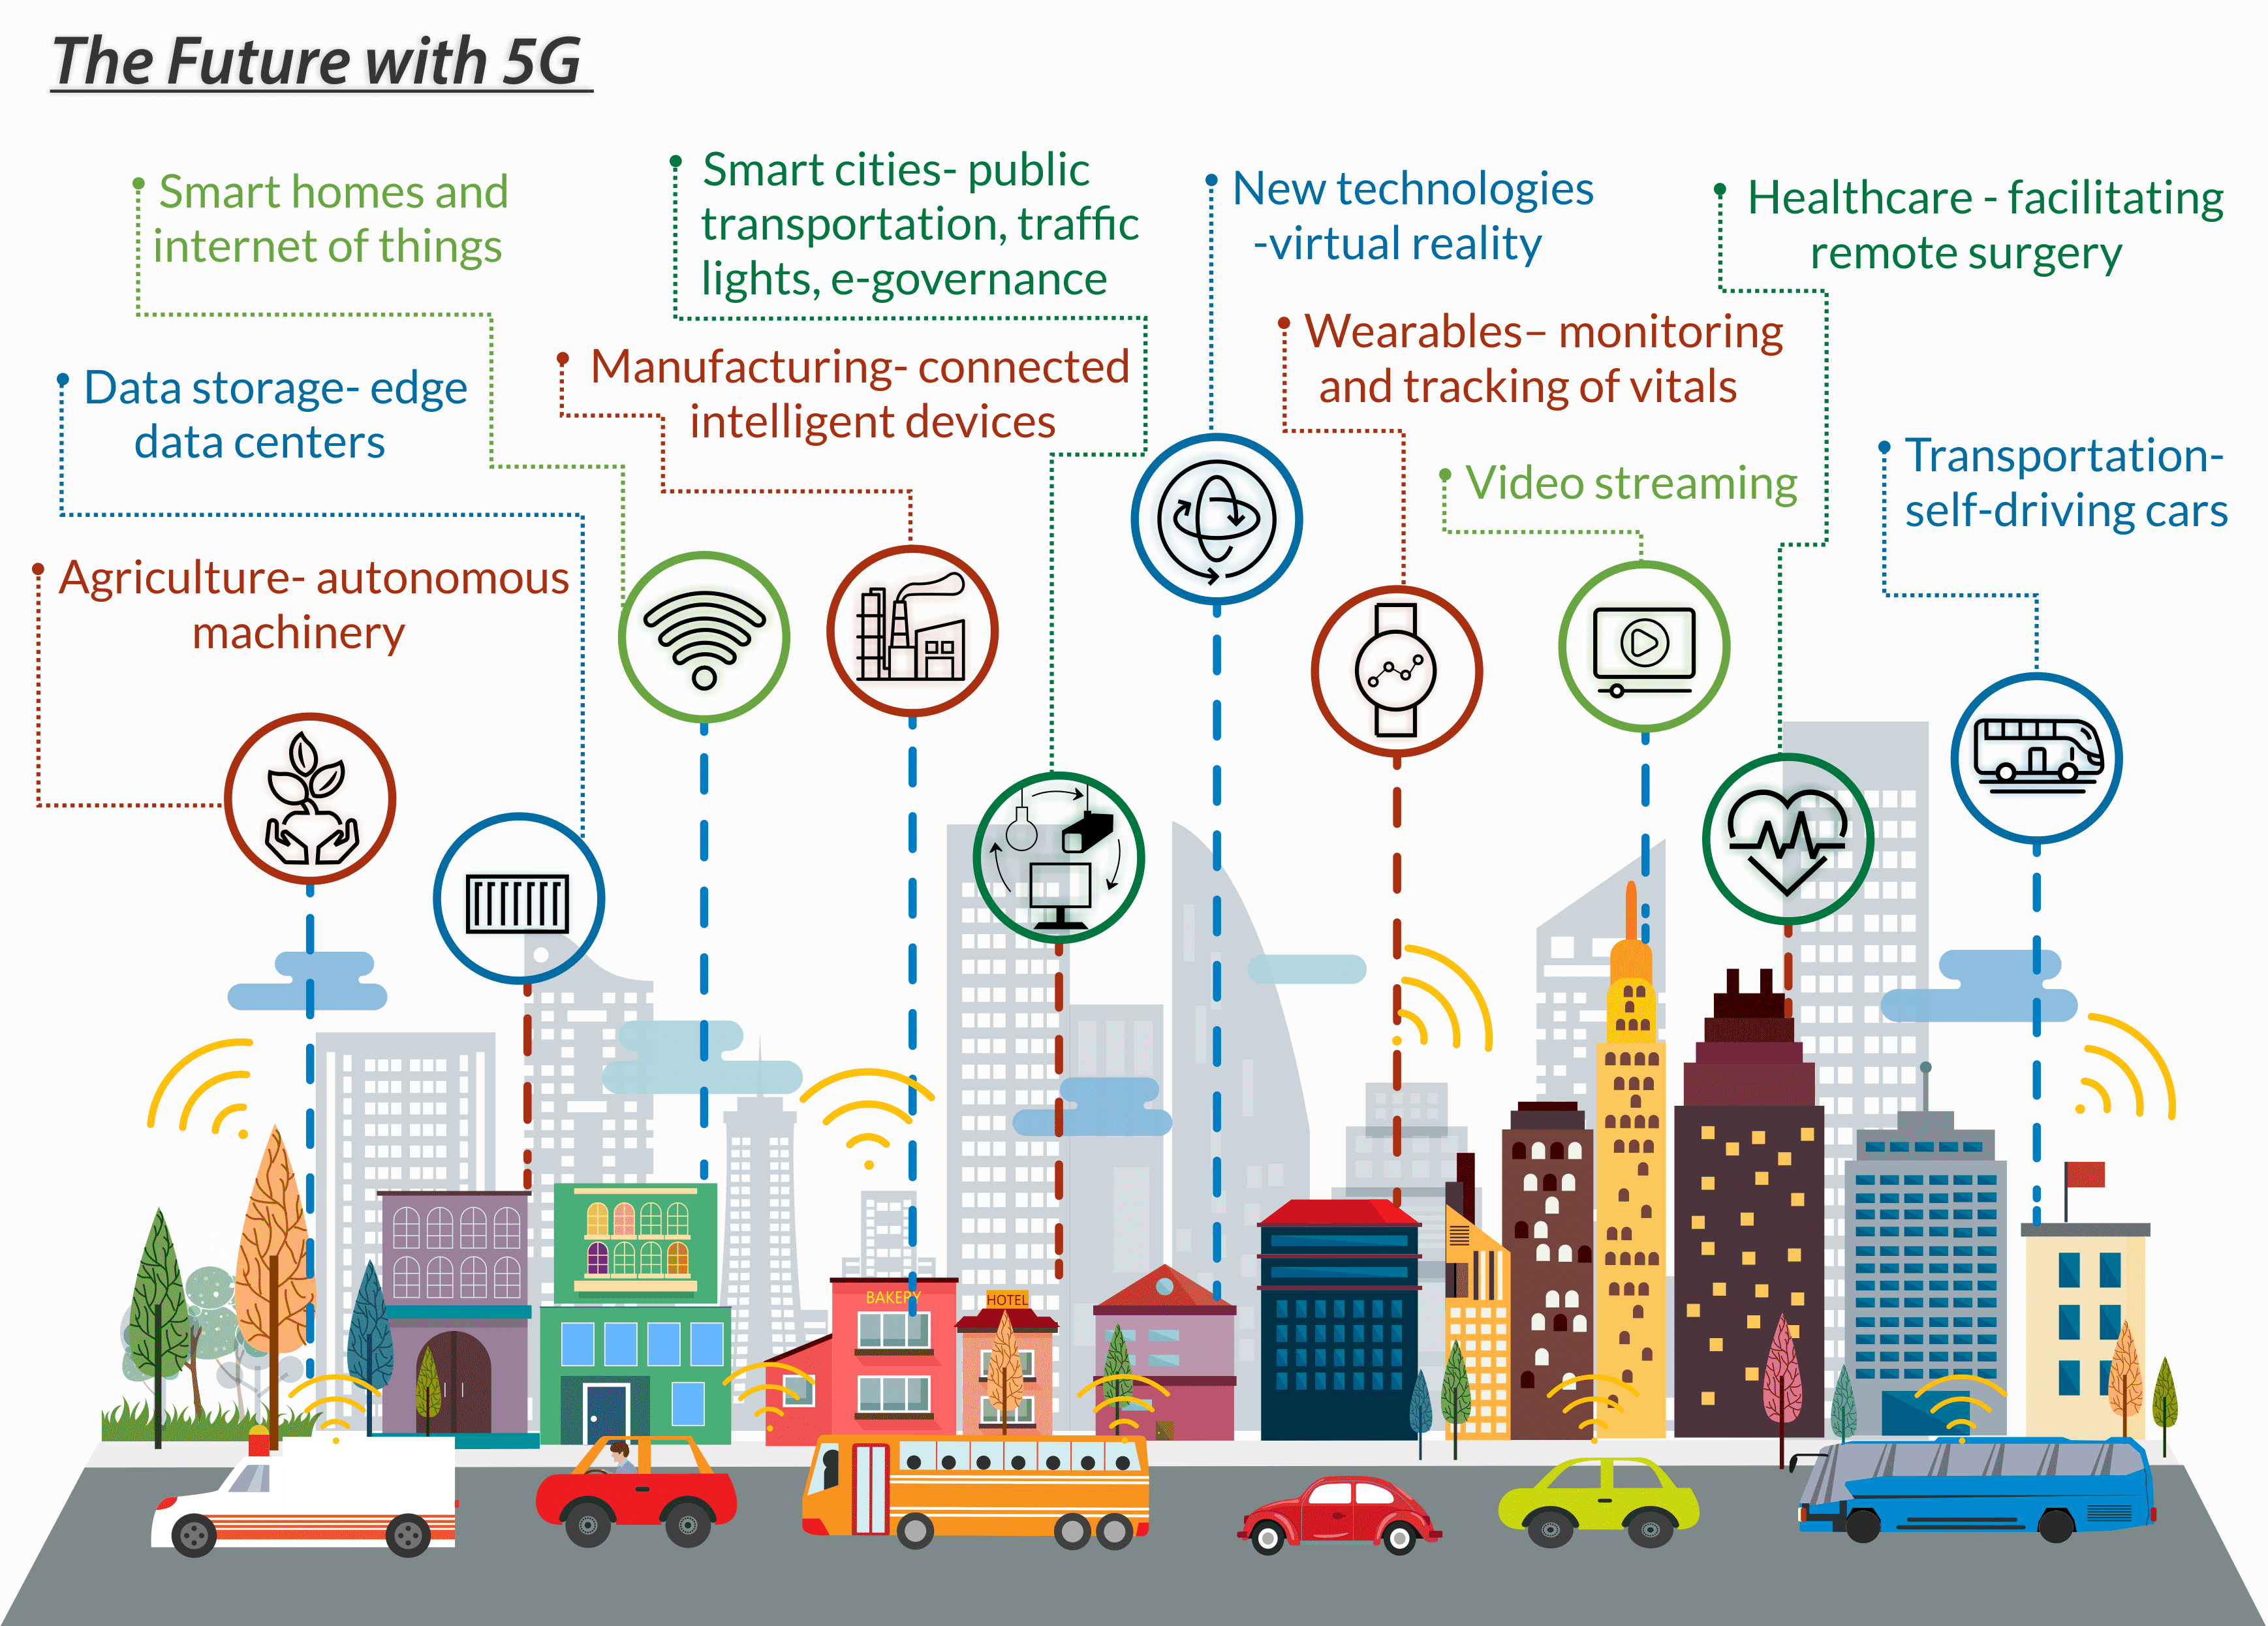 The Future with 5G
Smart homes and
internet of things
Smart cities- public
transportation, traffic
lights, e-governance
New technologies
-virtual reality
Healthcare - facilitating
remote surgery
Data storage- edge
data centers
Manufacturing- connected
intelligent devices
Wearables– monitoring
and tracking of vitals
Video streaming
Transportation-
self-driving cars
Agriculture- autonomous
machinery
BAKERY
HOTEL